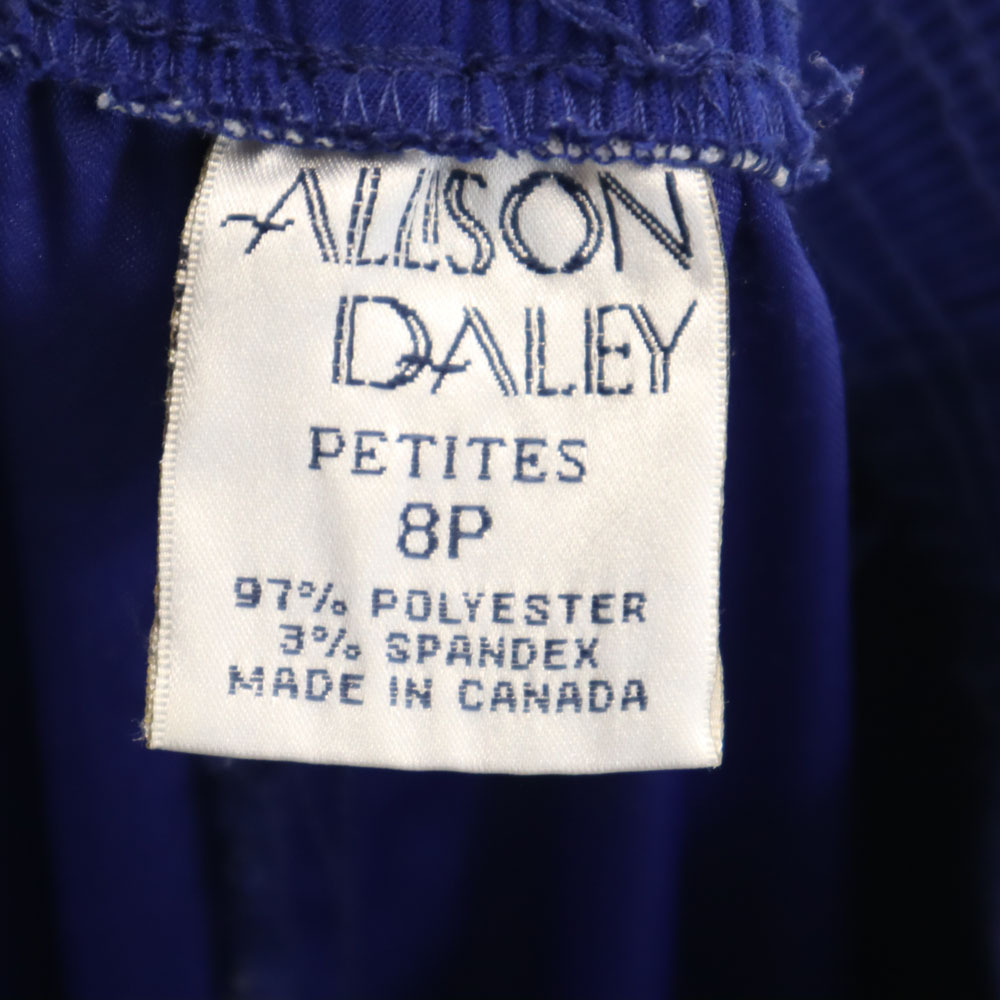 ALLISON
DALEY
PETITES
8P
97% POLYESTER
3% SPANDEX
MADE IN CANADA